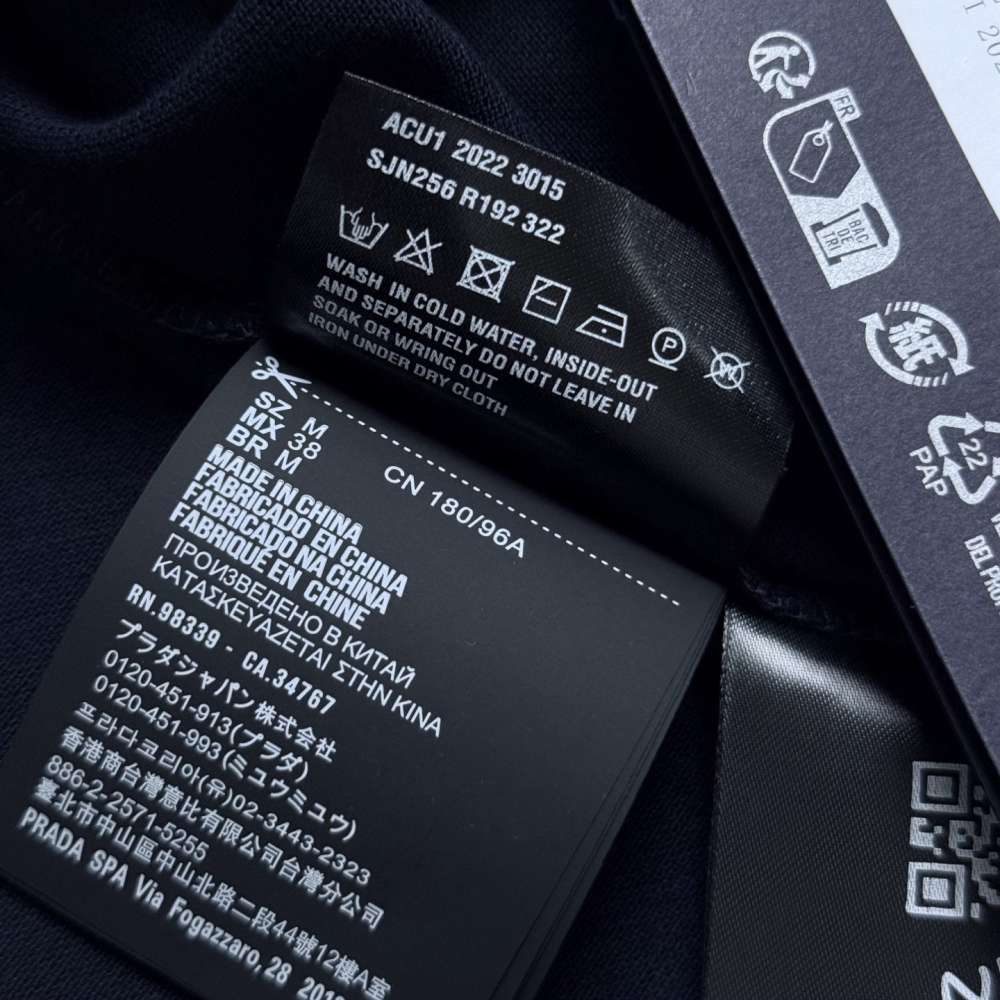 ACU1 2022 3015
SJN256 R192 322
P
W
WASH IN COLD WATER, INSIDE-OUT
AND SEPARATELY DO NOT LEAVE IN
SOAK OR WRING OUT
IRON UNDER DRY CLOTH
SZ M
MX 38
BR M
CN 180/96A
MADE IN CHINA
FABRICADO EN CHINA
FABRICADO NA CHINA
FABRIQUÉ EN CHINE
ПРОИЗВЕДЕНО В КИТАЙ
ΚΑΤΑΣΚΕΥΑΖΕΤΑΙ ΣΤΗΝ ΚΙΝΑ
RN.98339 - CA.34767
プラダジャパン株式会社
0120-451-913(プラダ)
0120-451-993(ミュウミュウ)
프라다코리아(유)02-3443-2323
香港商台灣意比有限公司台灣分公司
886-2-2571-5255
臺北市中山區中山北路二段44號12樓A室
PRADA SPA Via Fogazzaro, 28 201
FR
BAC
DE
TRI
22
PAP
DEL PRO